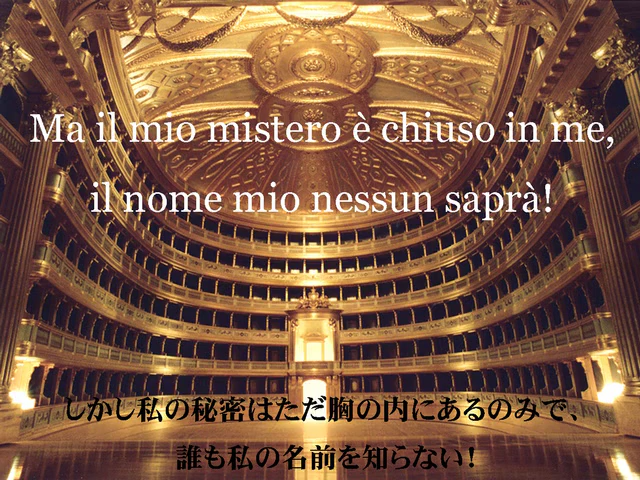 Ma il mio mistero è chiuso in me,
il nome mio nessun saprà!
しかし私の秘密はただ胸の内にあるのみで、
誰も私の名前を知らない!